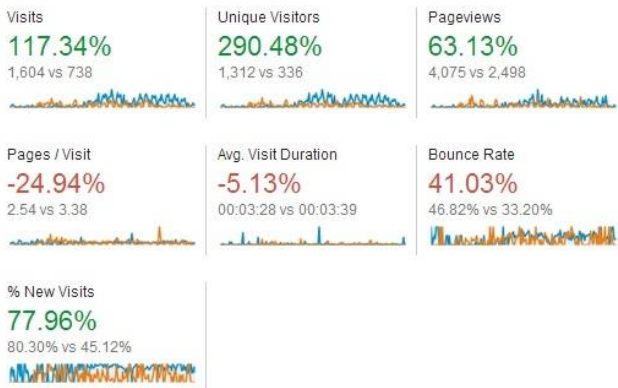 Visits
117.34%
1,604 vs 738
Unique Visitors
290.48%
1,312 vs 336
Pageviews
63.13%
4,075 vs 2,498
Pages / Visit
-24.94%
2.54 vs 3.38
Avg. Visit Duration
-5.13%
00:03:28 vs 00:03:39
Bounce Rate
41.03%
46.82% vs 33.20%
% New Visits
77.96%
80.30% vs 45.12%